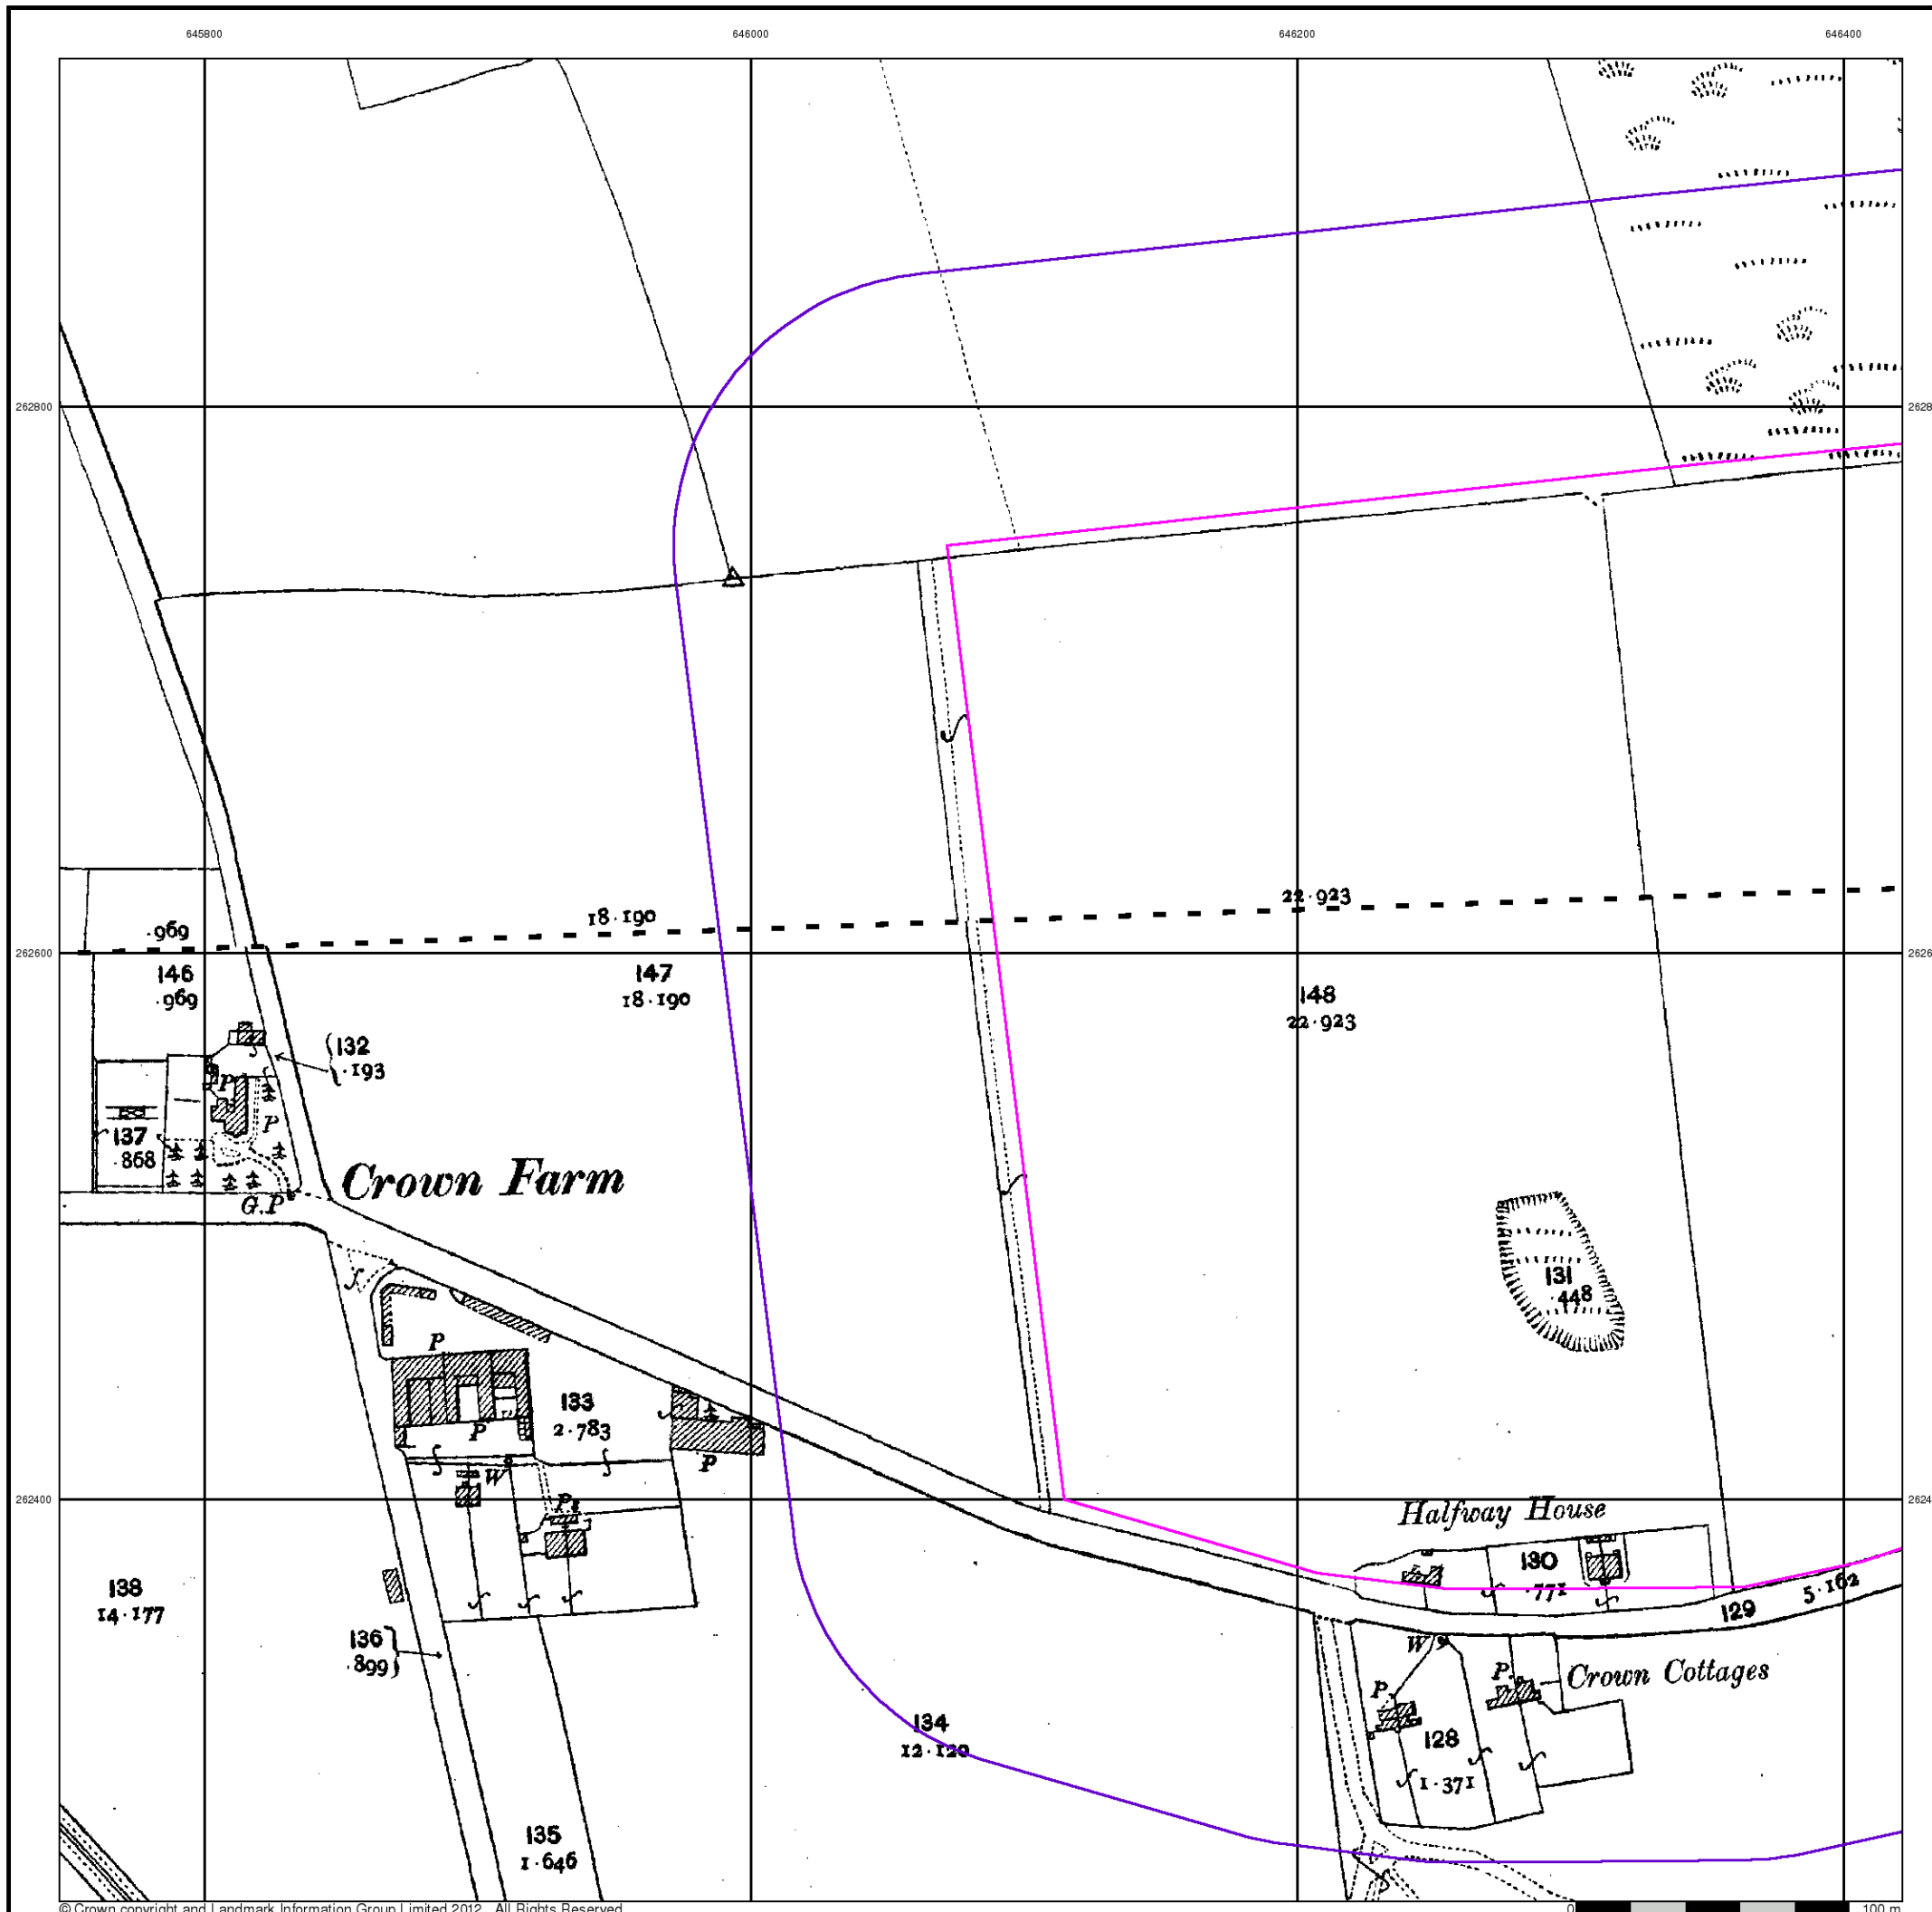 645800 646000 646200 646400
262800 2628
22·923
18·190
·969
262600 2626
146
·969
147
18·190
148
22·923
132
·193
P
P
137
·868
Crown Farm
G.P
131
·448
P
133
2·783
P
P
W
P
262400 2624
Halfway House
130
·771
138
14·177
129 5·162
136
·899
W
P. Crown Cottages
P
134
12·120
128
1·371
135
1·646
© Crown copyright and Landmark Information Group Limited 2012. All Rights Reserved.
0 100 m